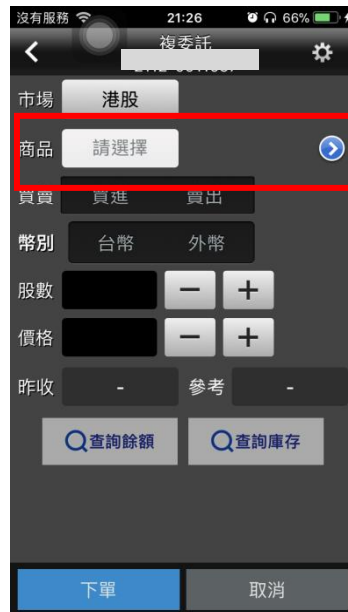 沒有服務 21:26 66%
複委託
市場 港股
商品 請選擇
買賣 買進 賣出
幣別 台幣 外幣
股數 − +
價格 − +
昨收 - 參考 -
查詢餘額 查詢庫存
下單 取消